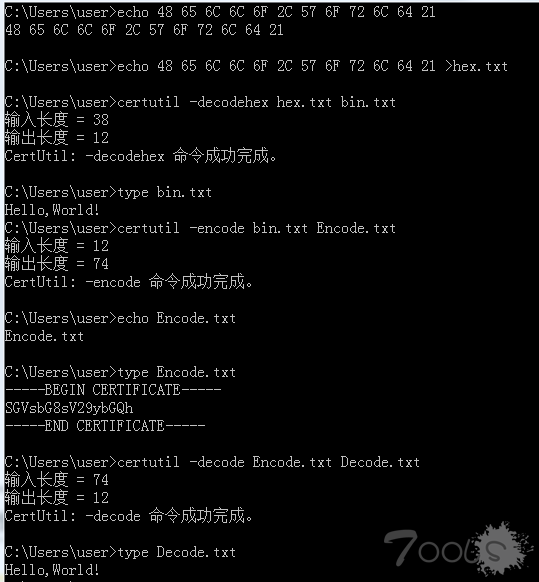 C:\Users\user>echo 48 65 6C 6C 6F 2C 57 6F 72 6C 64 21
48 65 6C 6C 6F 2C 57 6F 72 6C 64 21
C:\Users\user>echo 48 65 6C 6C 6F 2C 57 6F 72 6C 64 21 >hex.txt
C:\Users\user>certutil -decodehex hex.txt bin.txt
输入长度 = 38
输出长度 = 12
CertUtil: -decodehex 命令成功完成。
C:\Users\user>type bin.txt
Hello,World!
C:\Users\user>certutil -encode bin.txt Encode.txt
输入长度 = 12
输出长度 = 74
CertUtil: -encode 命令成功完成。
C:\Users\user>echo Encode.txt
Encode.txt
C:\Users\user>type Encode.txt
-----BEGIN CERTIFICATE-----
SGVsbG8sV29ybGQh
-----END CERTIFICATE-----
C:\Users\user>certutil -decode Encode.txt Decode.txt
输入长度 = 74
输出长度 = 12
CertUtil: -decode 命令成功完成。
C:\Users\user>type Decode.txt
Hello,World!
7ools